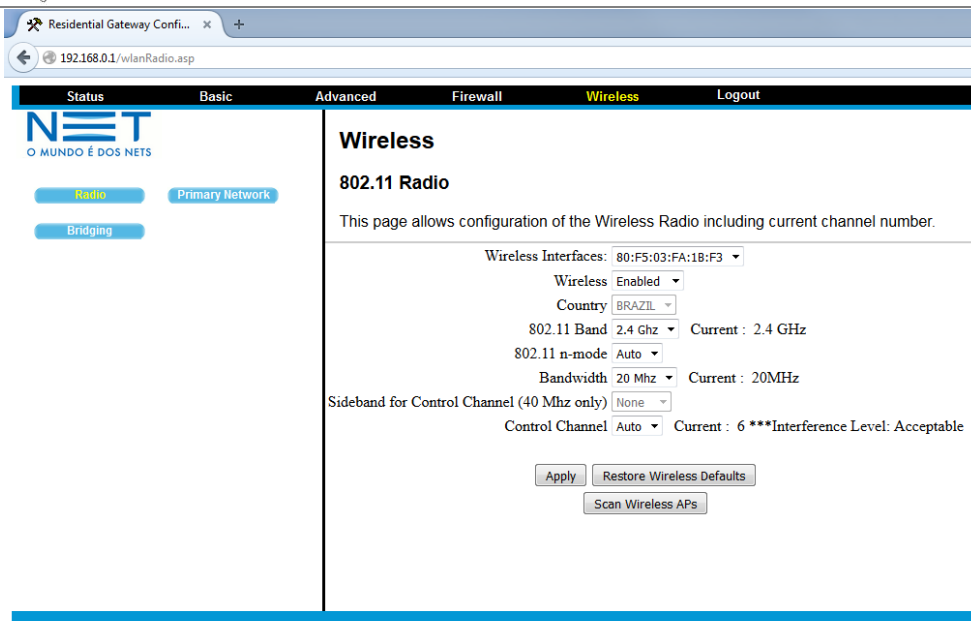 Residential Gateway Confi... × +
192.168.0.1/wlanRadio.asp
Status Basic Advanced Firewall Wireless Logout
NET
O MUNDO É DOS NETS
Radio Primary Network
Bridging
Wireless
802.11 Radio
This page allows configuration of the Wireless Radio including current channel number.
Wireless Interfaces: 80:F5:03:FA:1B:F3
Wireless Enabled
Country BRAZIL
802.11 Band 2.4 Ghz Current : 2.4 GHz
802.11 n-mode Auto
Bandwidth 20 Mhz Current : 20MHz
Sideband for Control Channel (40 Mhz only) None
Control Channel Auto Current : 6 ***Interference Level: Acceptable
Apply Restore Wireless Defaults
Scan Wireless APs